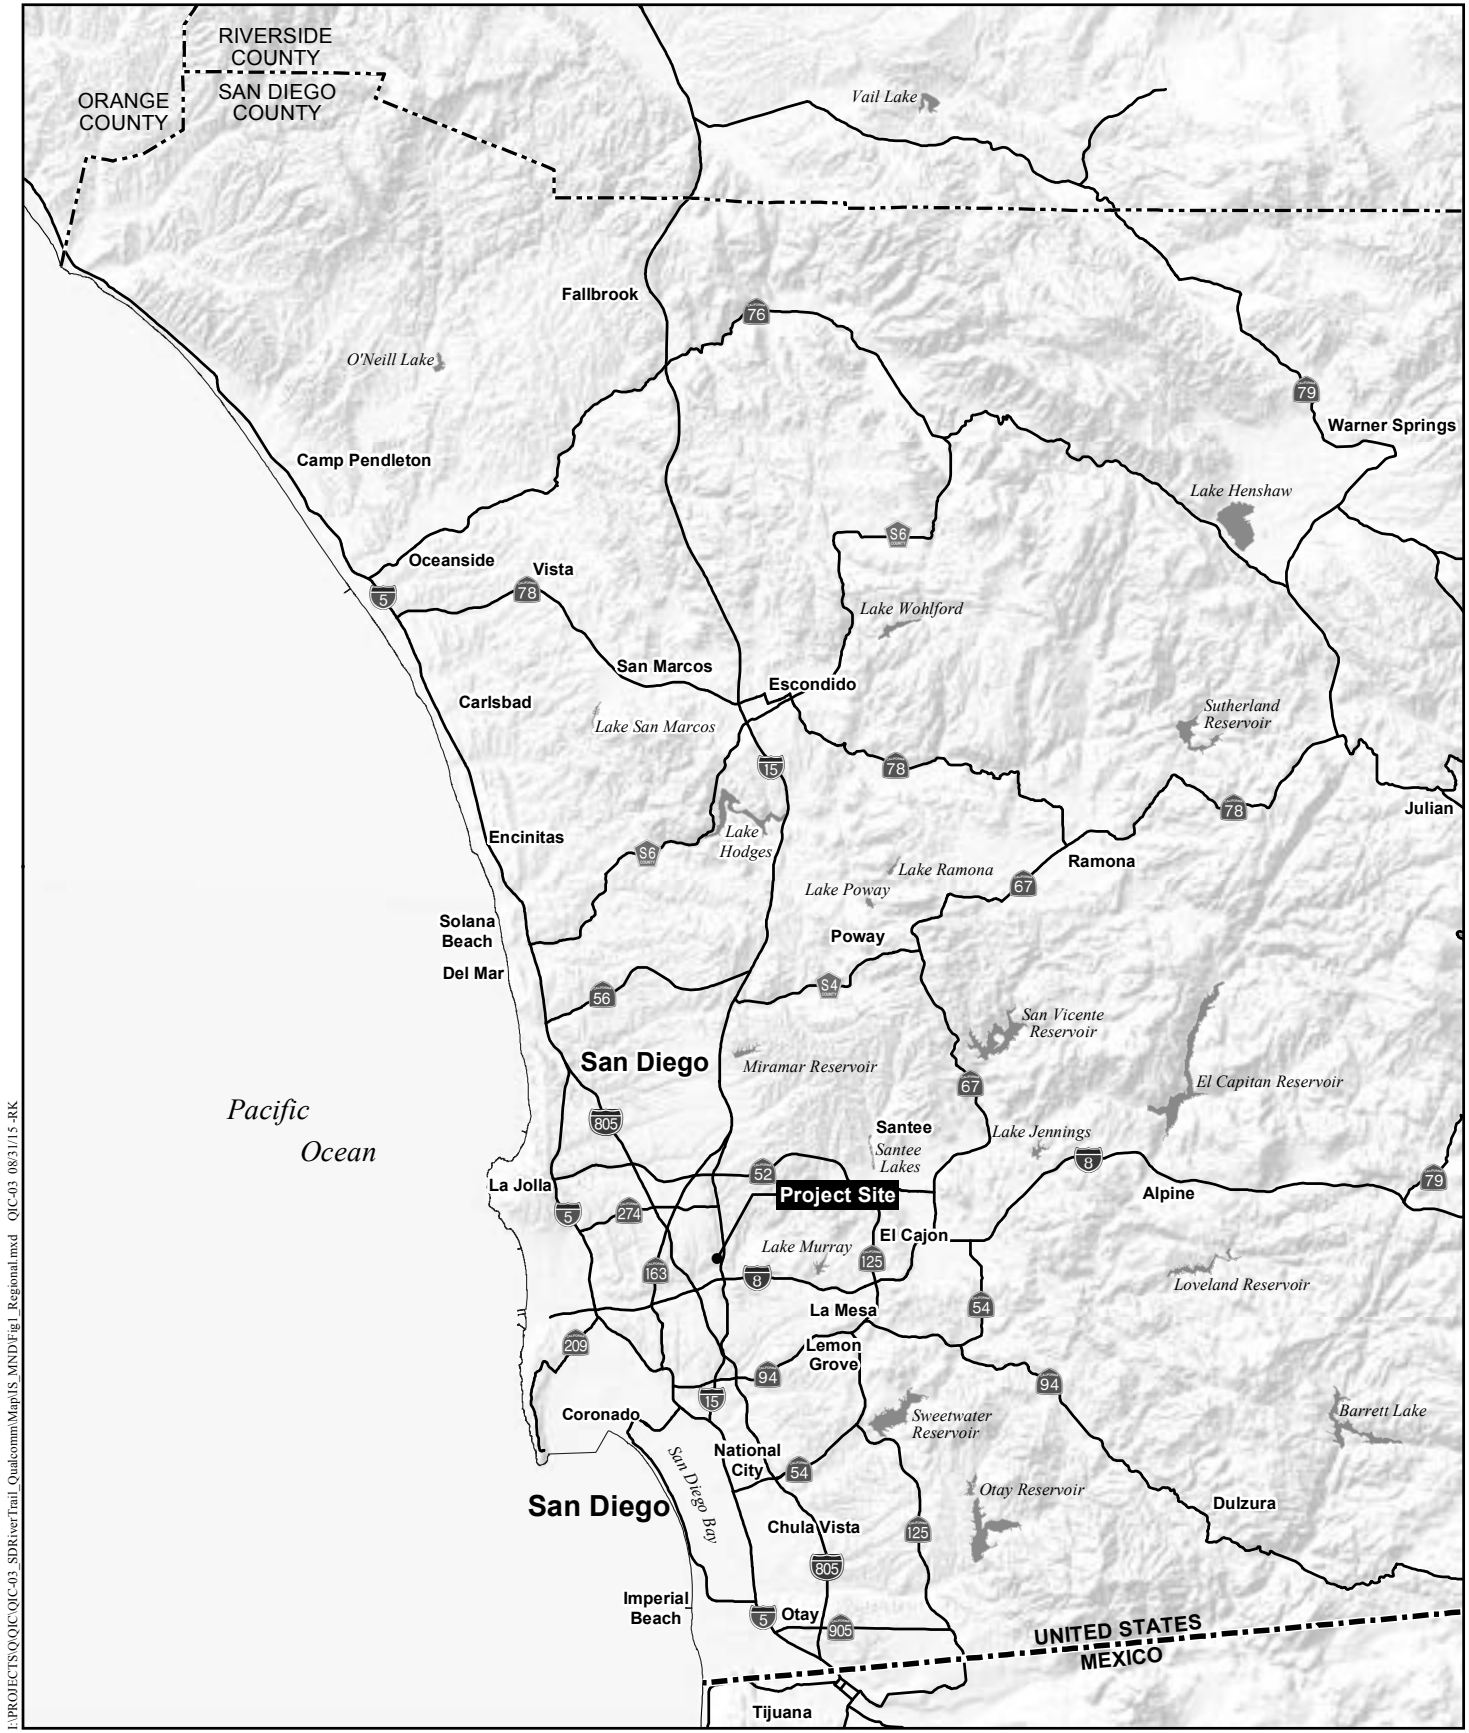 RIVERSIDE
COUNTY
SAN DIEGO
COUNTY
ORANGE
COUNTY
Vail Lake
Fallbrook
76
O'Neill Lake
79
Warner Springs
Camp Pendleton
Lake Henshaw
S6
COUNTY
Oceanside
Vista
78
5
Lake Wohlford
San Marcos
Escondido
Carlsbad
Lake San Marcos
Sutherland
Reservoir
15
78
78
Julian
Encinitas
Lake
Hodges
S6
COUNTY
Ramona
Lake Ramona
67
Lake Poway
Solana
Beach
Poway
Del Mar
S4
COUNTY
56
San Vicente
Reservoir
San Diego
Miramar Reservoir
67
El Capitan Reservoir
Pacific
Ocean
805
Santee
Santee
Lakes
Lake Jennings
8
52
79
La Jolla
Project Site
Alpine
5
274
El Cajon
Lake Murray
125
163
8
Loveland Reservoir
La Mesa
54
209
Lemon
Grove
94
94
15
Coronado
Sweetwater
Reservoir
Barrett Lake
National
City
54
San Diego Bay
San Diego
Otay Reservoir
Dulzura
Chula Vista
125
805
Imperial
Beach
5
Otay
905
UNITED STATES
MEXICO
Tijuana
I:\PROJECTS\Q\QIC\QIC-03_SDRiverTrail_Qualcomm\Map\IS_MND\Fig1_Regional.mxd QIC-03 08/31/15 -RK